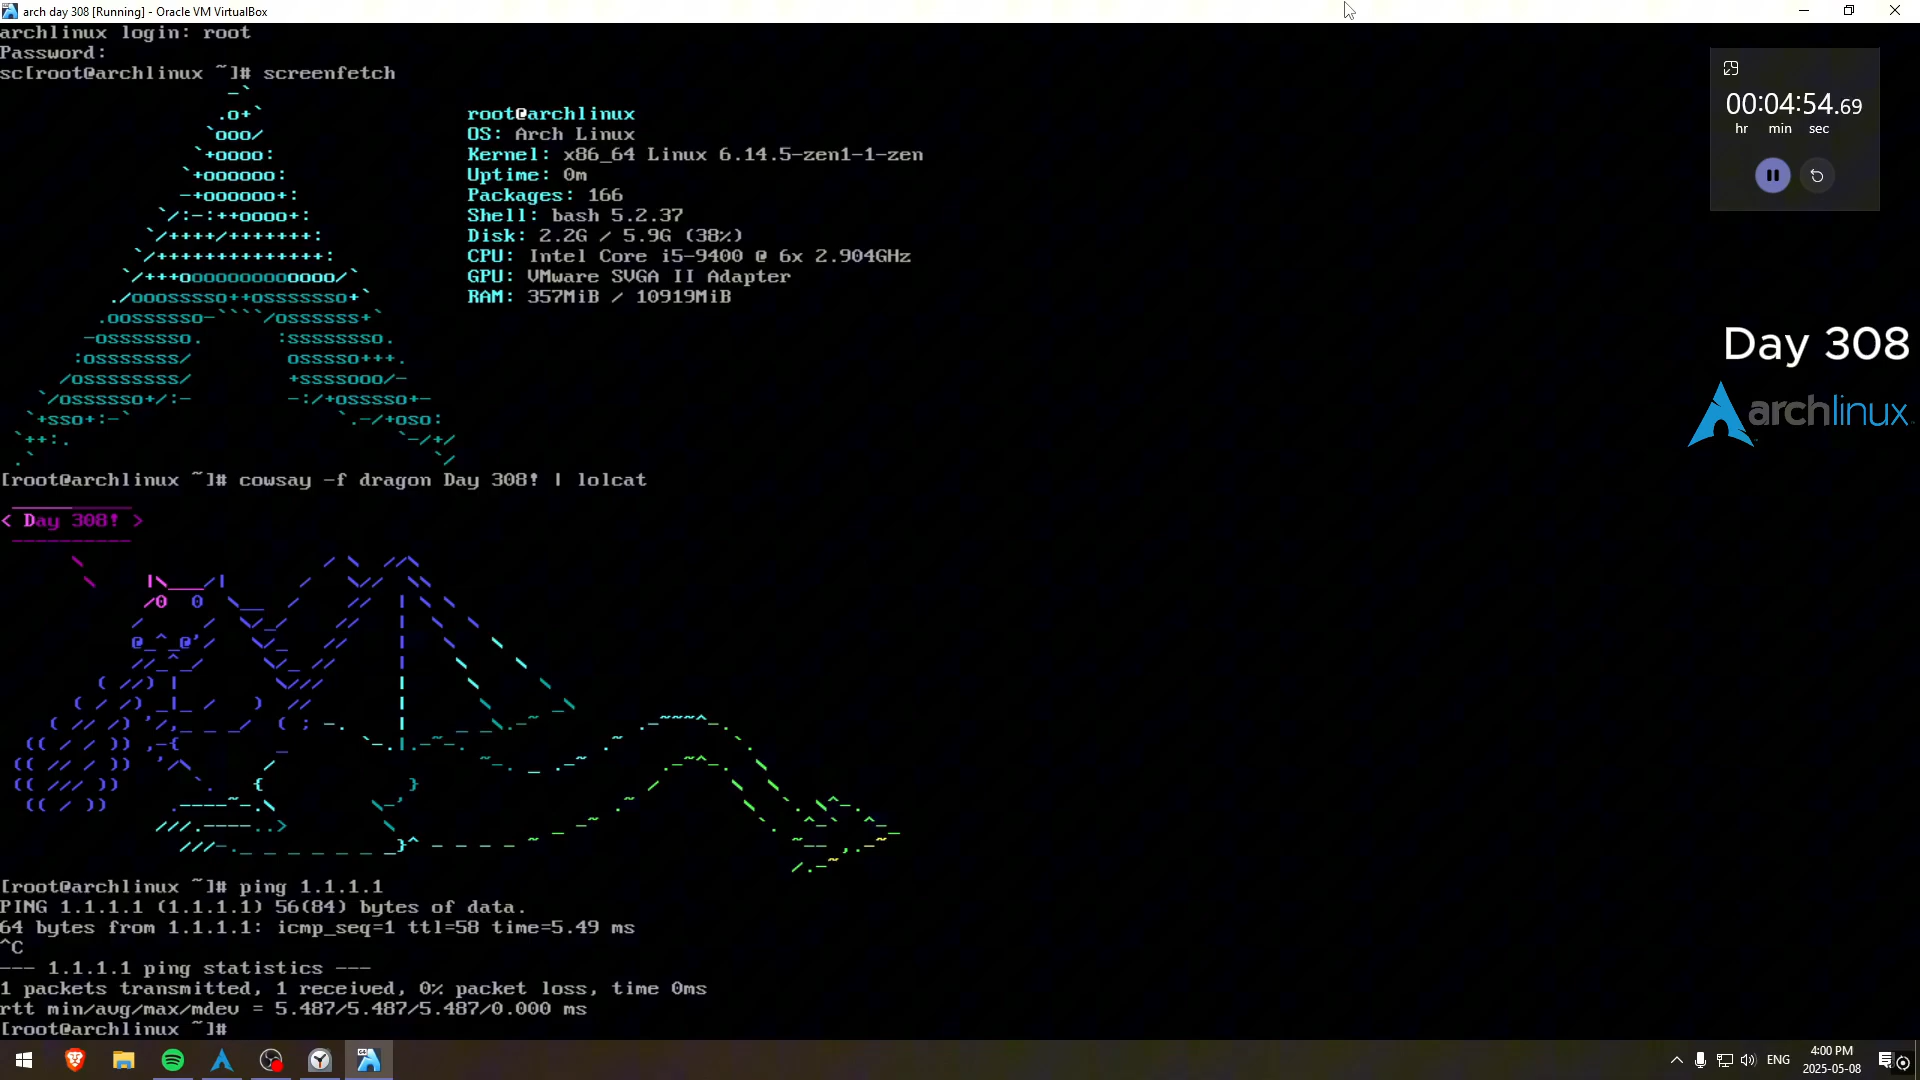 arch day 308 [Running] - Oracle VM VirtualBox
archlinux login: root
Password:
sc[root@archlinux ~]# screenfetch
root@archlinux
OS: Arch Linux
Kernel: x86_64 Linux 6.14.5-zen1-1-zen
Uptime: 0m
Packages: 166
Shell: bash 5.2.37
Disk: 2.2G / 5.9G (38%)
CPU: Intel Core i5-9400 @ 6x 2.904GHz
GPU: VMware SVGA II Adapter
RAM: 357MiB / 10919MiB
[root@archlinux ~]# cowsay -f dragon Day 308! | lolcat
< Day 308! >
[root@archlinux ~]# ping 1.1.1.1
PING 1.1.1.1 (1.1.1.1) 56(84) bytes of data.
64 bytes from 1.1.1.1: icmp_seq=1 ttl=58 time=5.49 ms
^C
--- 1.1.1.1 ping statistics ---
1 packets transmitted, 1 received, 0% packet loss, time 0ms
rtt min/avg/max/mdev = 5.487/5.487/5.487/0.000 ms
[root@archlinux ~]#
00:04:54.69
hr min sec
Day 308
archlinux
ENG
4:00 PM
2025-05-08